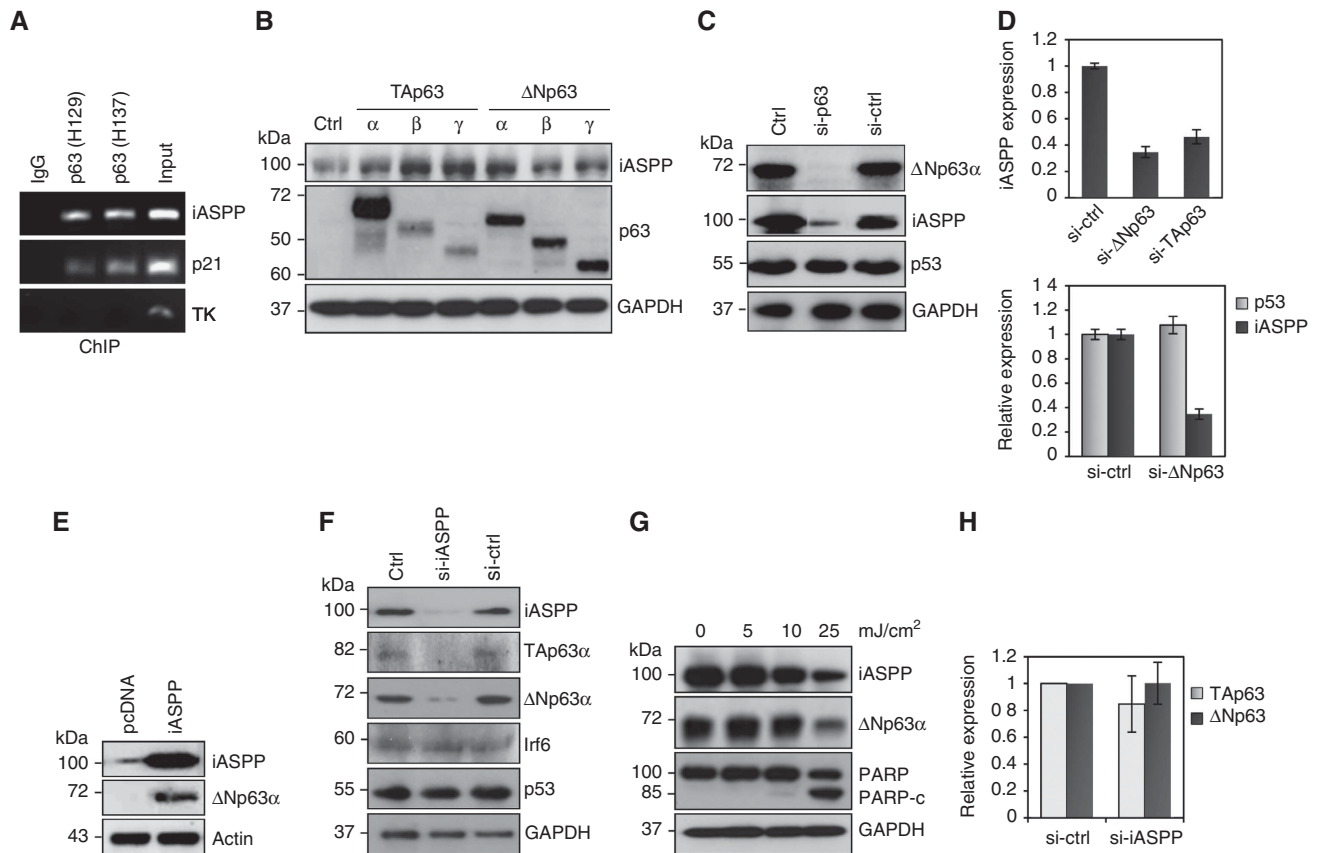 A
IgG
p63 (H129)
p63 (H137)
Input
iASPP
p21
TK
ChIP
B
TAp63
ΔNp63
Ctrl α β γ α β γ
kDa
100
iASPP
72
50
60
p63
37
GAPDH
C
Ctrl
si-p63
si-ctrl
kDa
72
ΔNp63α
100
iASPP
55
p53
37
GAPDH
D
iASPP expression
1.2
1
0.8
0.6
0.4
0.2
0
si-ctrl
si-ΔNp63
si-TAp63
Relative expression
1.4
1.2
1
0.8
0.6
0.4
0.2
0
si-ctrl
si-ΔNp63
p53
iASPP
E
pcDNA
iASPP
kDa
100
iASPP
72
ΔNp63α
43
Actin
F
Ctrl
si-iASPP
si-ctrl
kDa
100
iASPP
82
TAp63α
72
ΔNp63α
60
Irf6
55
p53
37
GAPDH
G
0 5 10 25 mJ/cm²
kDa
100
iASPP
72
ΔNp63α
100
PARP
85
PARP-c
37
GAPDH
H
Relative expression
1.2
1
0.8
0.6
0.4
0.2
0
si-ctrl
si-iASPP
TAp63
ΔNp63